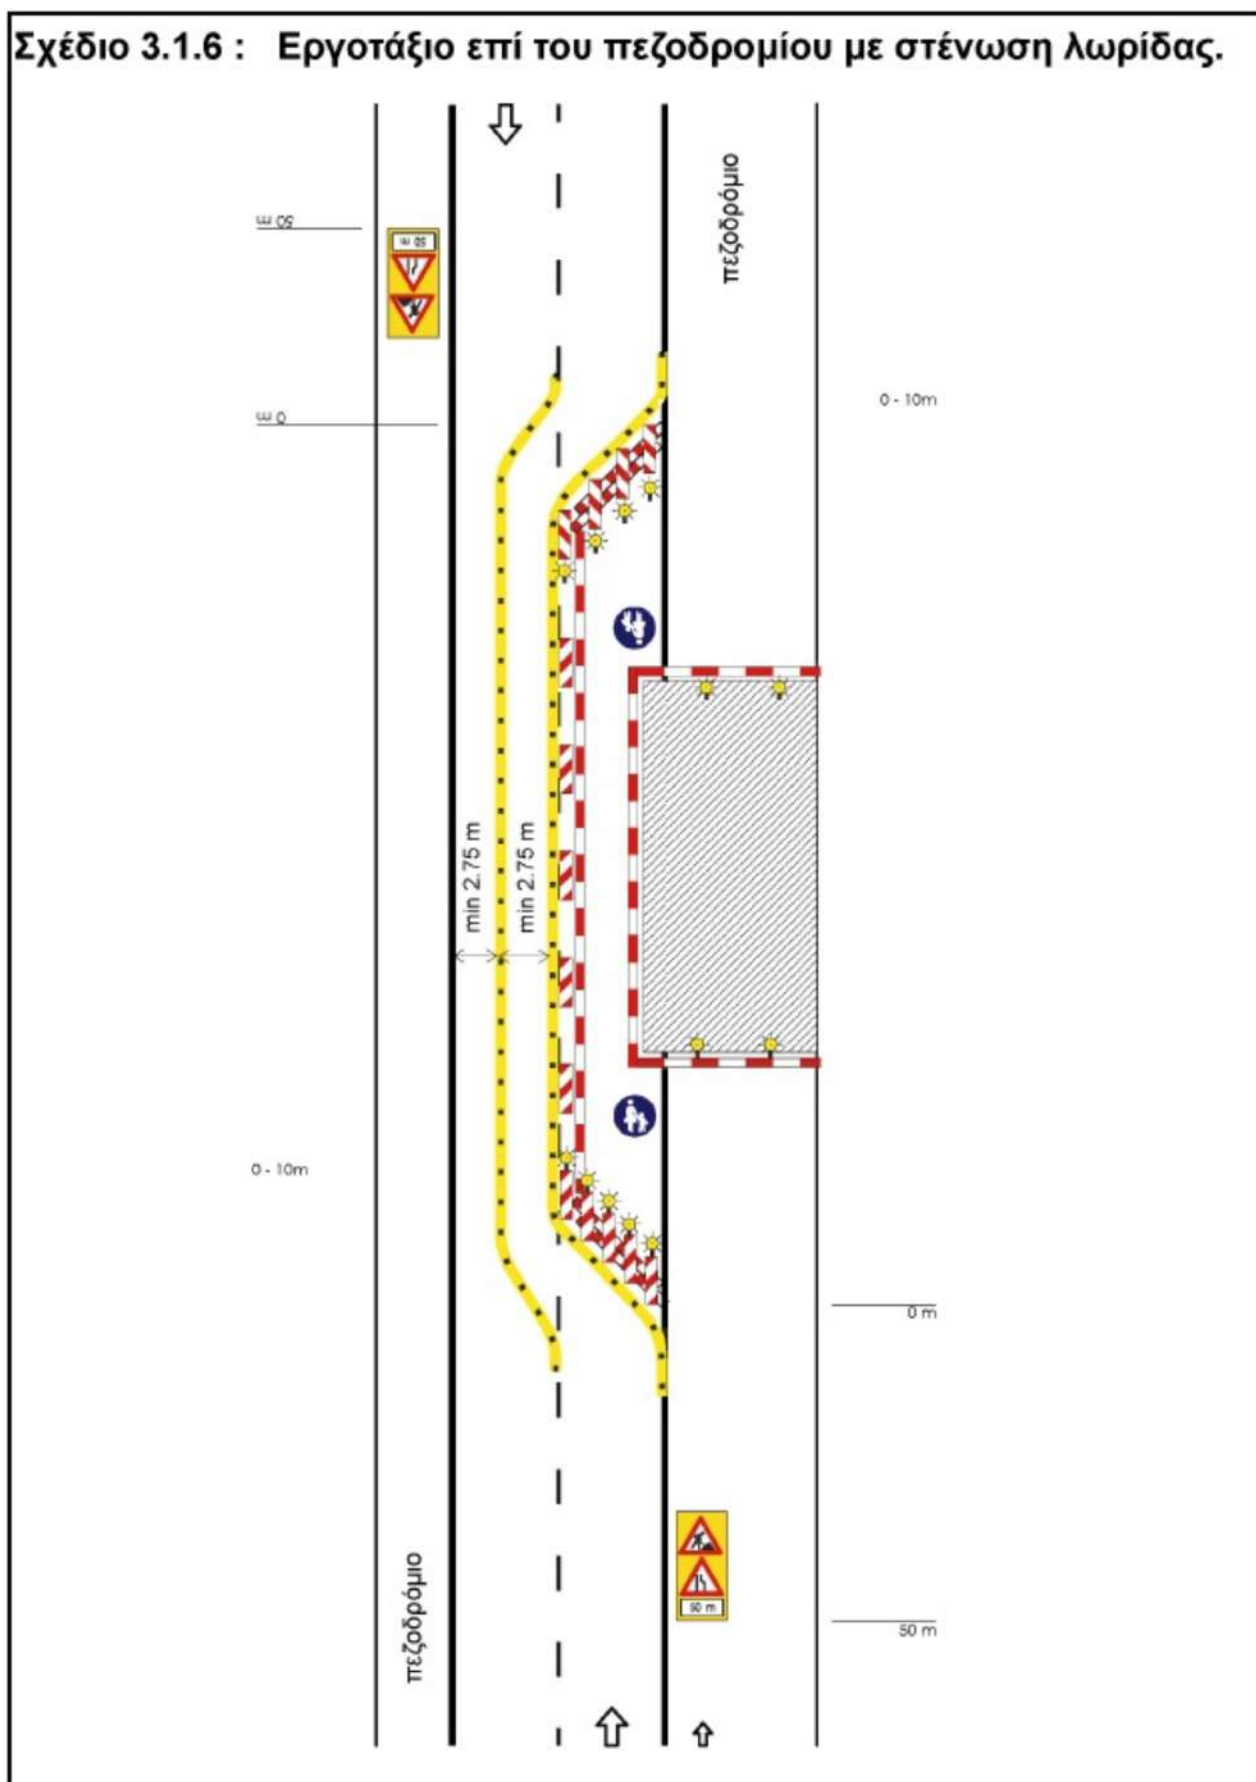 Σχέδιο 3.1.6 : Εργοτάξιο επί του πεζοδρομίου με στένωση λωρίδας.
πεζοδρόμιο
50 m
50 m
0 - 10m
0 m
min 2.75 m
min 2.75 m
0 - 10m
0 m
50 m
50 m
πεζοδρόμιο